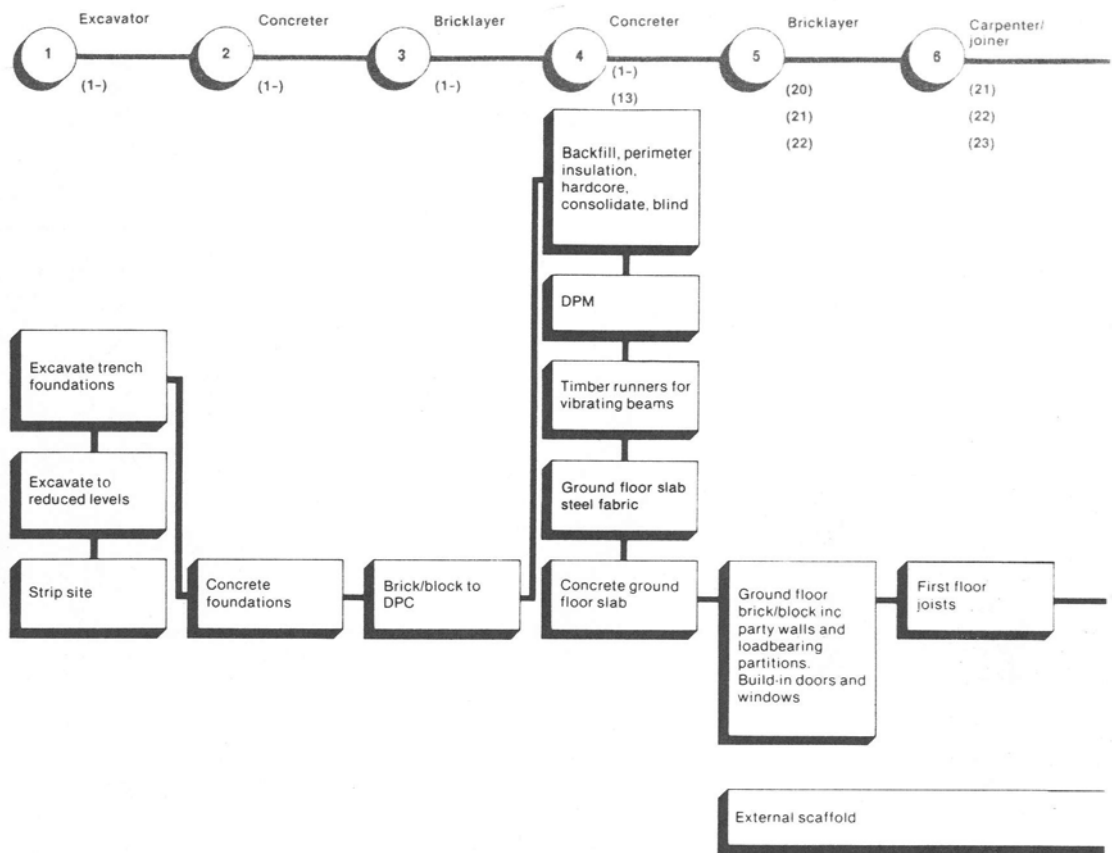 Excavator
Concreter
Bricklayer
Concreter
Bricklayer
Carpenter/
joiner
1
2
3
4
5
6
(1-)
(1-)
(1-)
(1-)
(13)
(20)
(21)
(22)
(21)
(22)
(23)
Backfill, perimeter
insulation,
hardcore,
consolidate, blind
DPM
Excavate trench
foundations
Timber runners for
vibrating beams
Excavate to
reduced levels
Ground floor slab
steel fabric
Strip site
Concrete
foundations
Brick/block to
DPC
Concrete ground
floor slab
Ground floor
brick/block inc
party walls and
loadbearing
partitions.
Build-in doors and
windows
First floor
joists
External scaffold